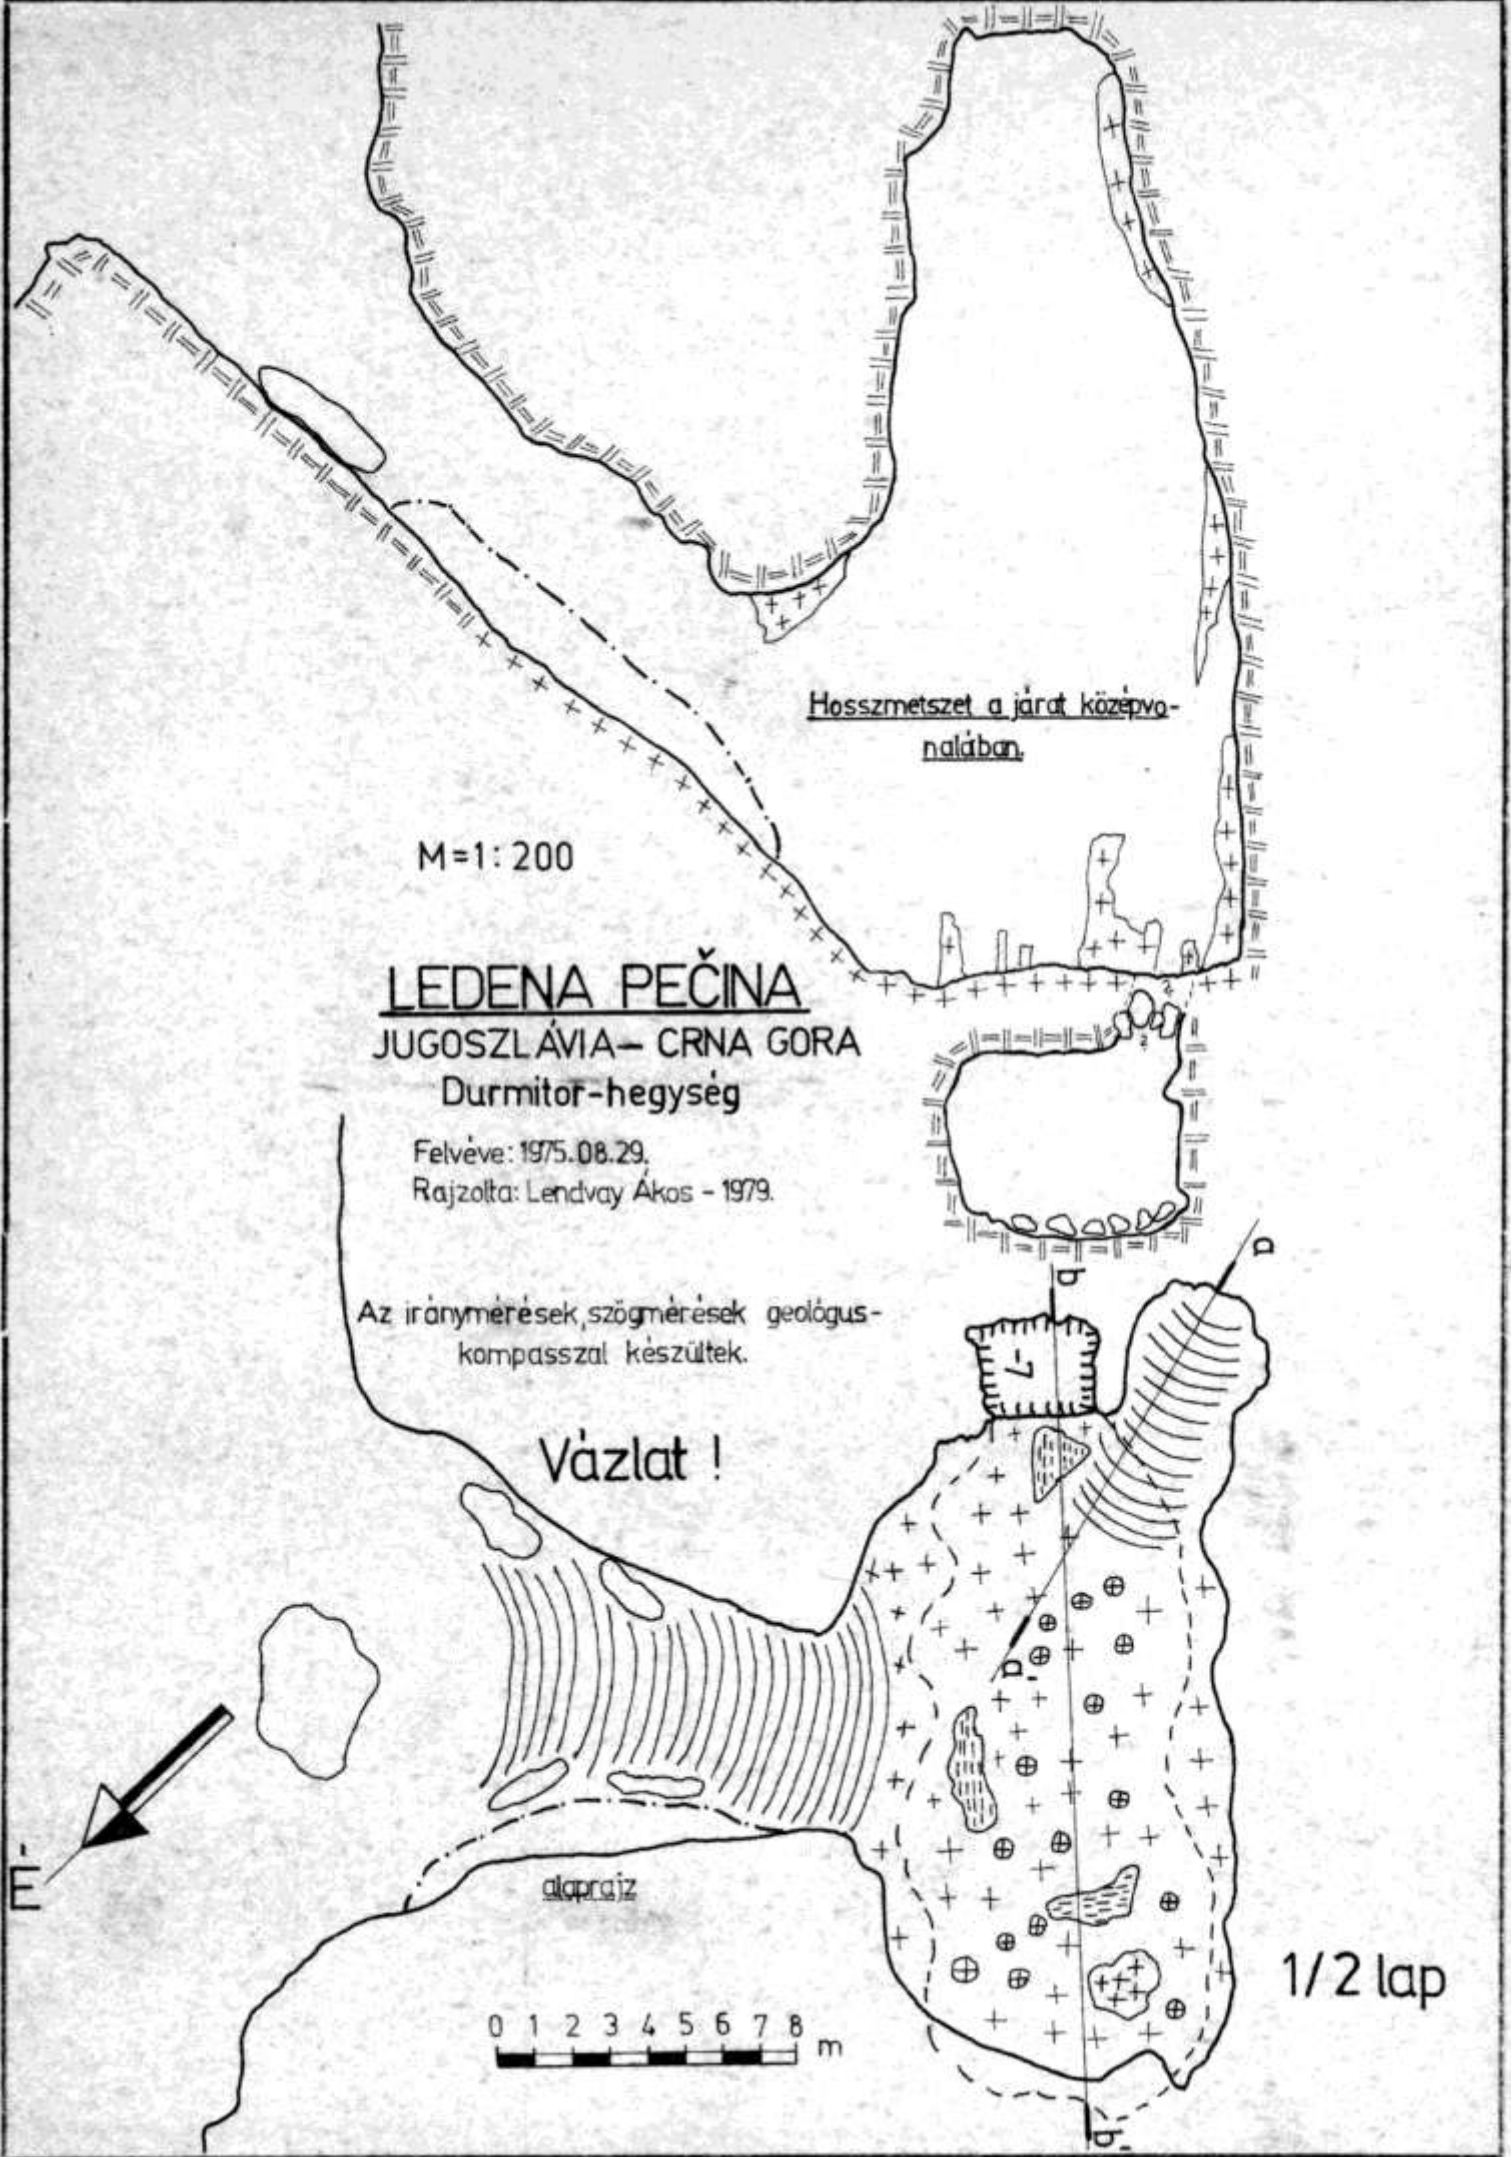 Hosszmetszet a járat középvo-
nalában.
M=1:200
LEDENA PEČINA
JUGOSZLÁVIA– CRNA GORA
Durmitor-hegység
Felvéve: 1975.08.29.
Rajzolta: Lendvay Ákos - 1979.
a
b
Az iránymérések, szögmérések geológus-
kompasszal készültek.
-7
Vázlat !
a'
É
alaprajz
1/2 lap
0 1 2 3 4 5 6 7 8 m
b'